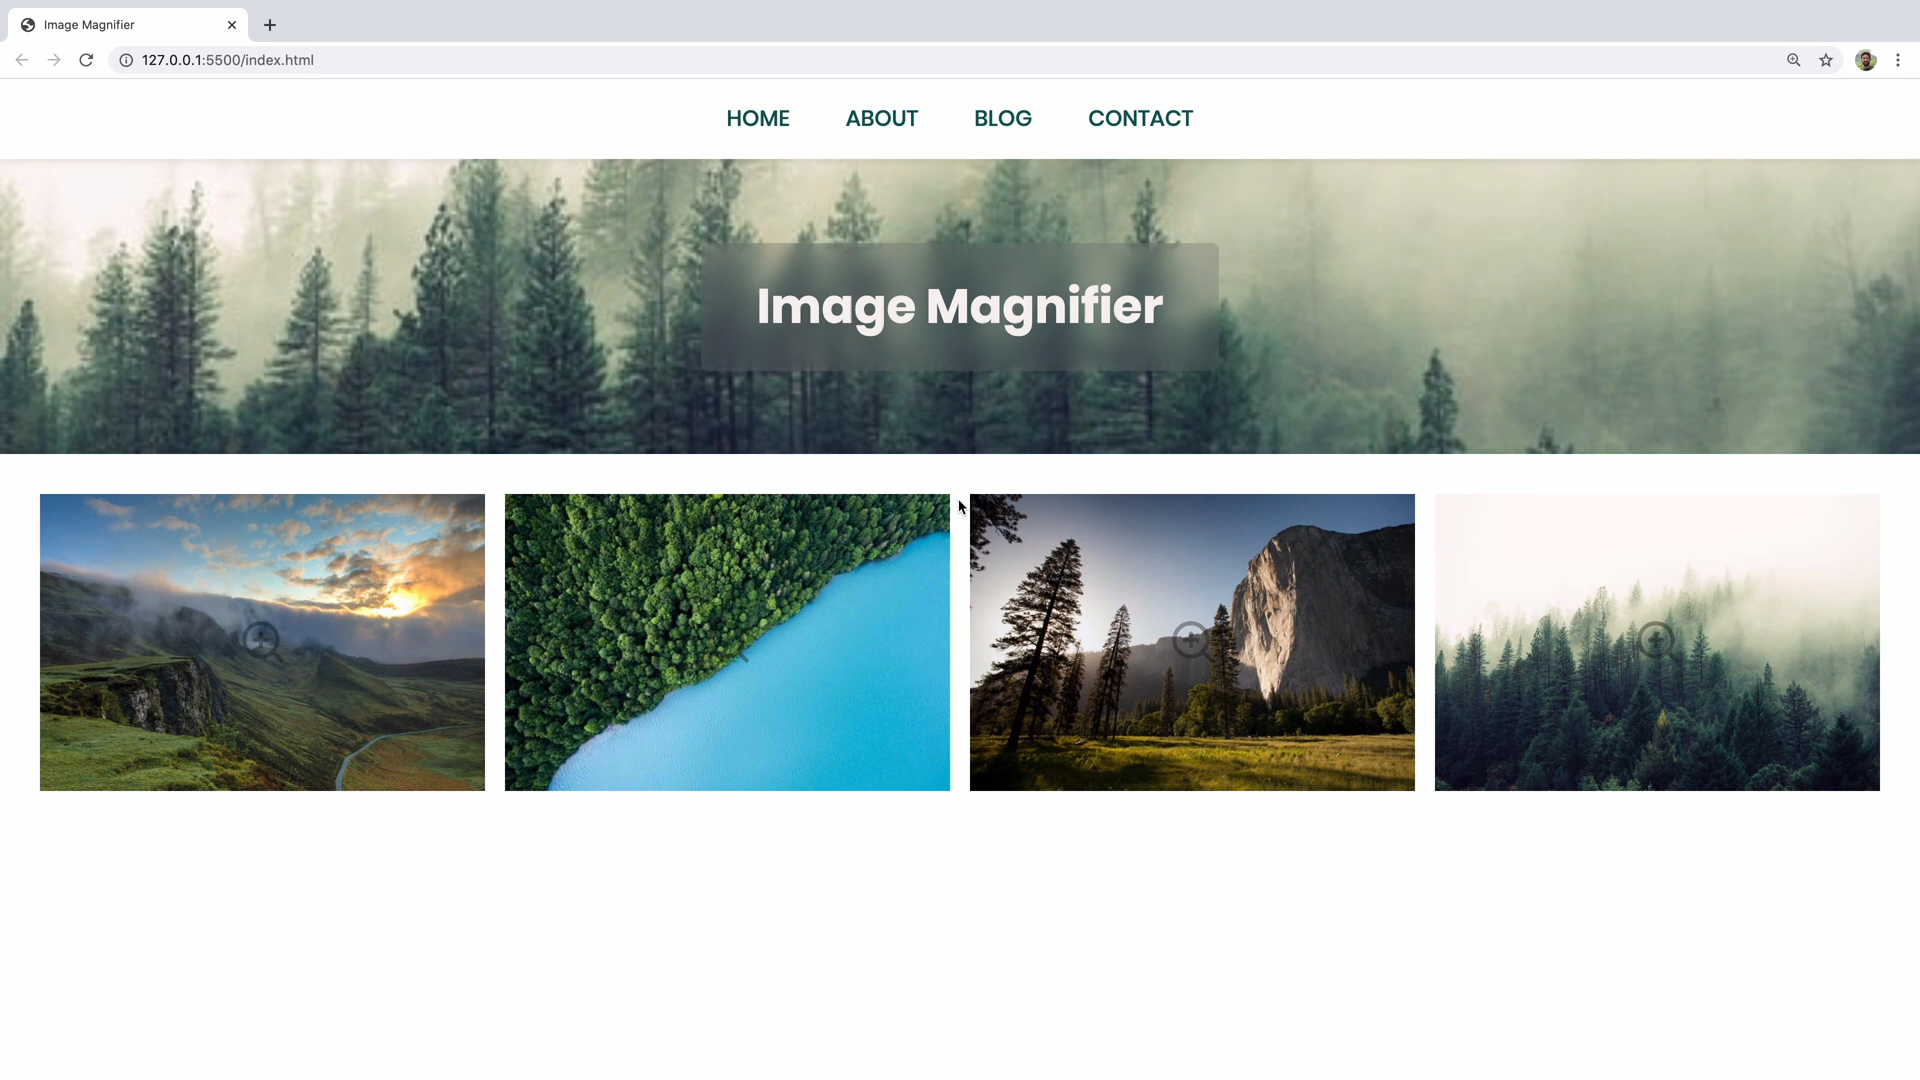 Image Magnifier
127.0.0.1:5500/index.html
HOME ABOUT BLOG CONTACT
Image Magnifier